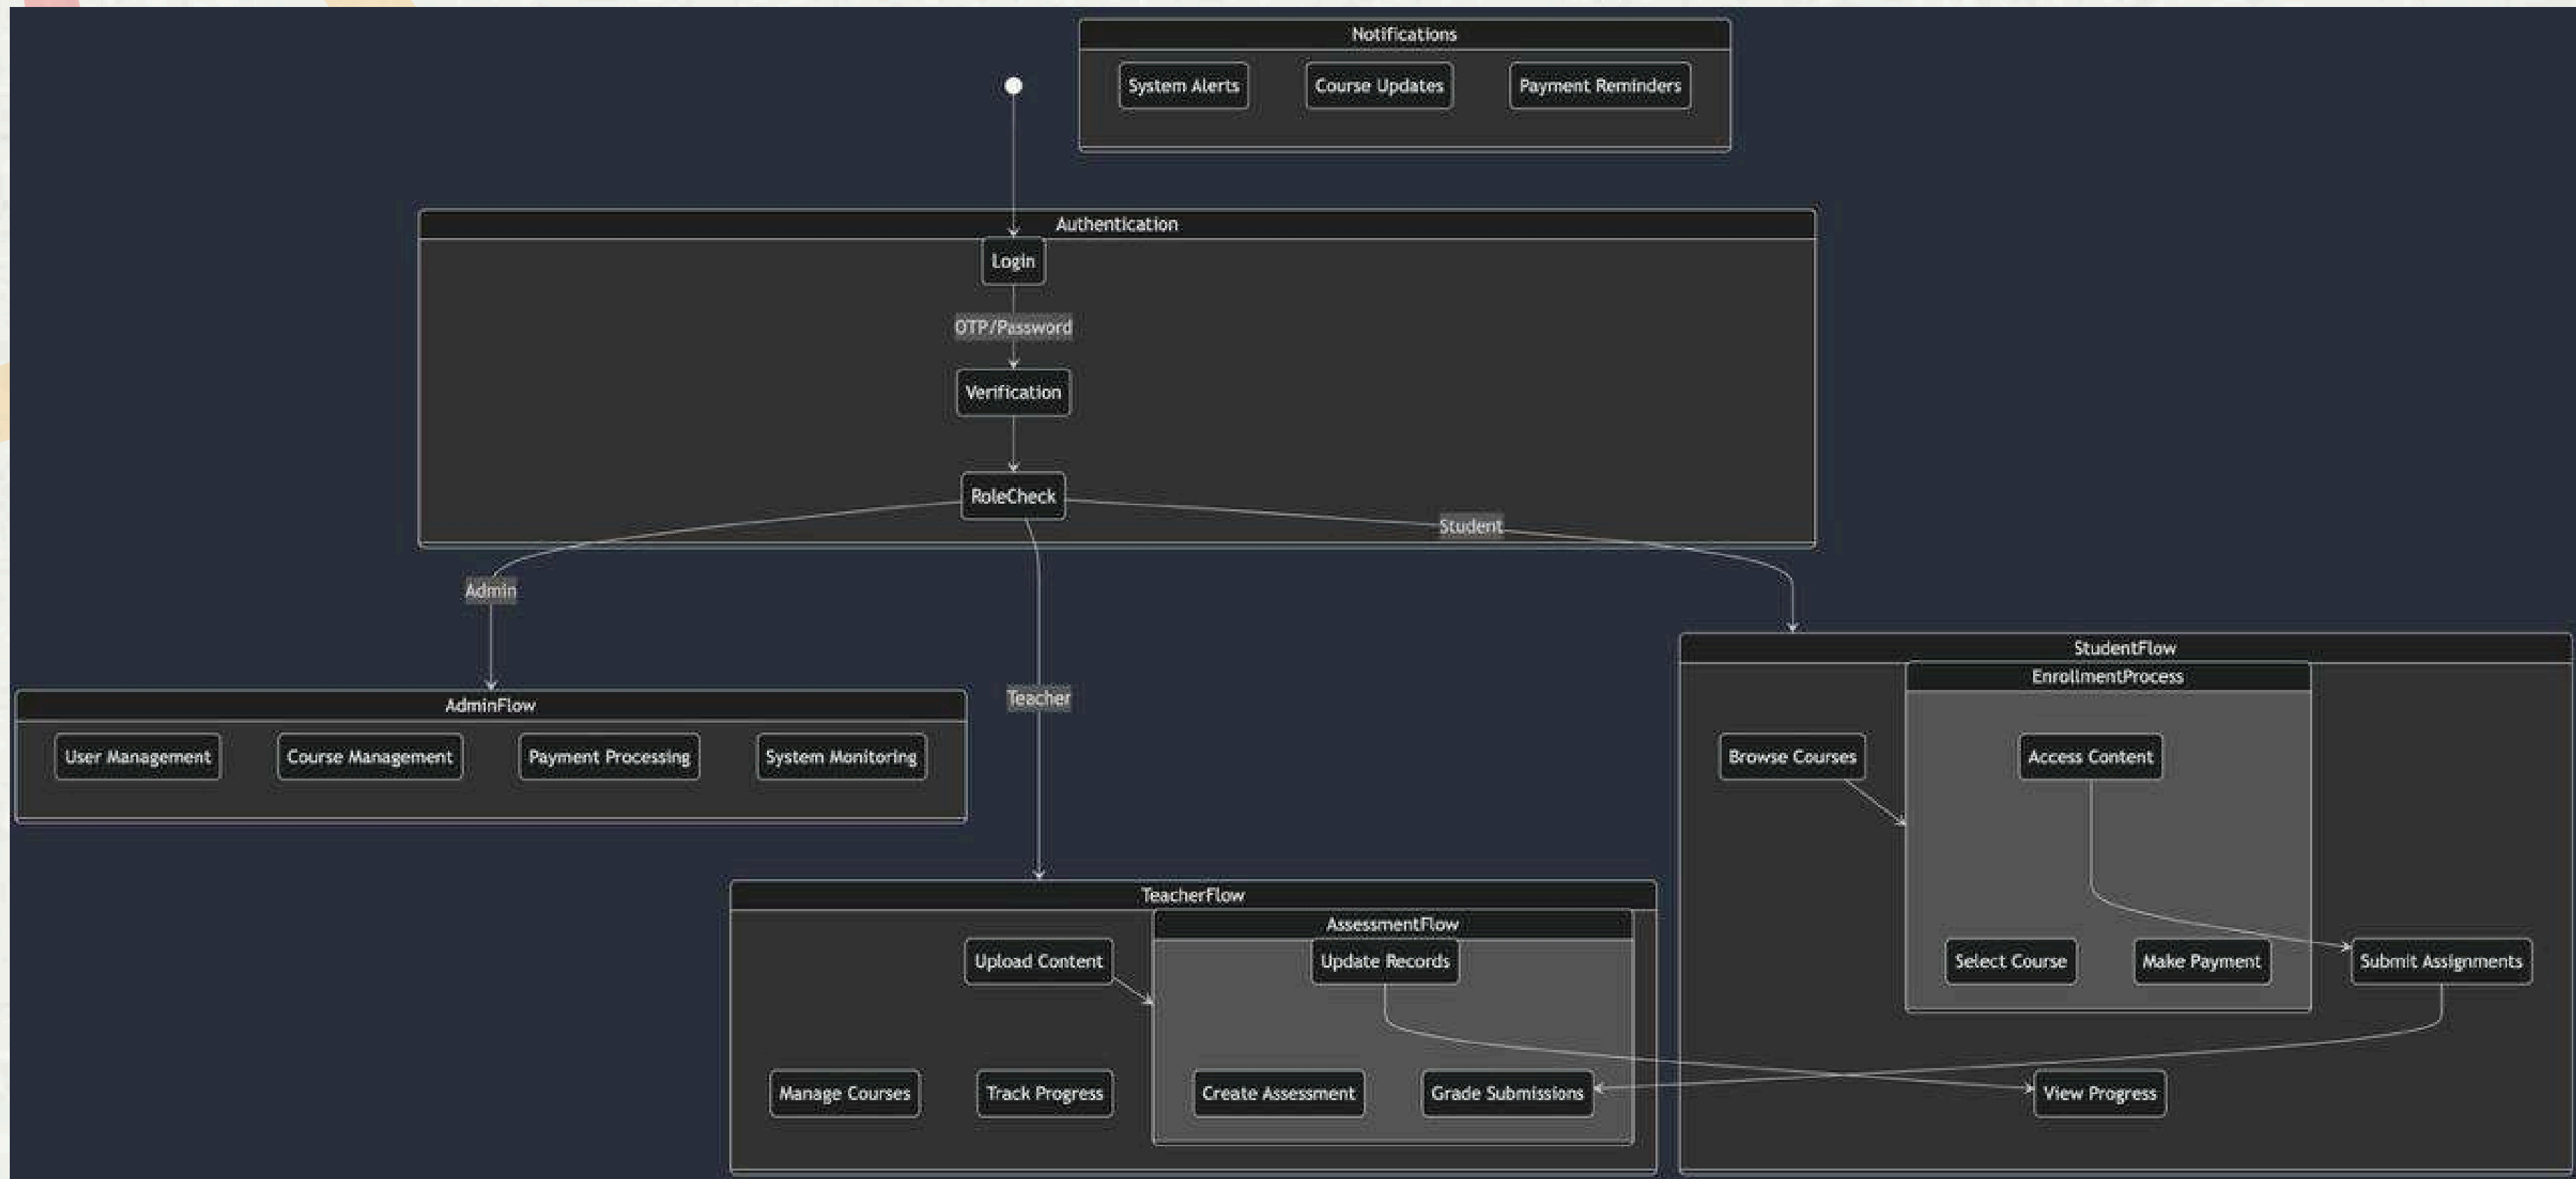 Notifications
System Alerts
Course Updates
Payment Reminders
Authentication
Login
OTP/Password
Verification
RoleCheck
Student
Admin
Teacher
AdminFlow
User Management
Course Management
Payment Processing
System Monitoring
StudentFlow
EnrollmentProcess
Browse Courses
Access Content
Select Course
Make Payment
Submit Assignments
View Progress
TeacherFlow
AssessmentFlow
Upload Content
Update Records
Manage Courses
Track Progress
Create Assessment
Grade Submissions